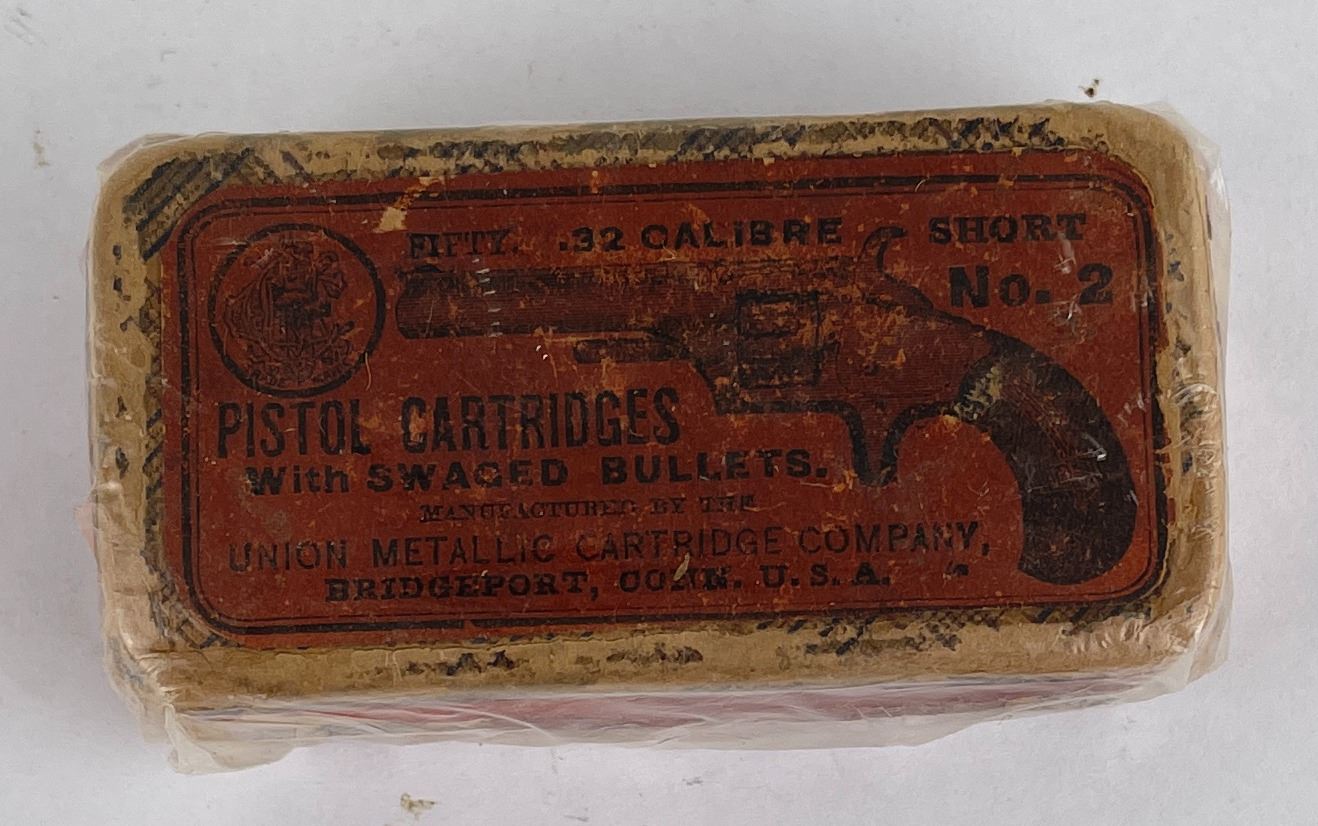 FIFTY. .32 CALIBRE SHORT
No. 2
PISTOL CARTRIDGES
With SWAGED BULLETS.
MANUFACTURED BY THE
UNION METALLIC CARTRIDGE COMPANY,
BRIDGEPORT, CONN. U.S.A.